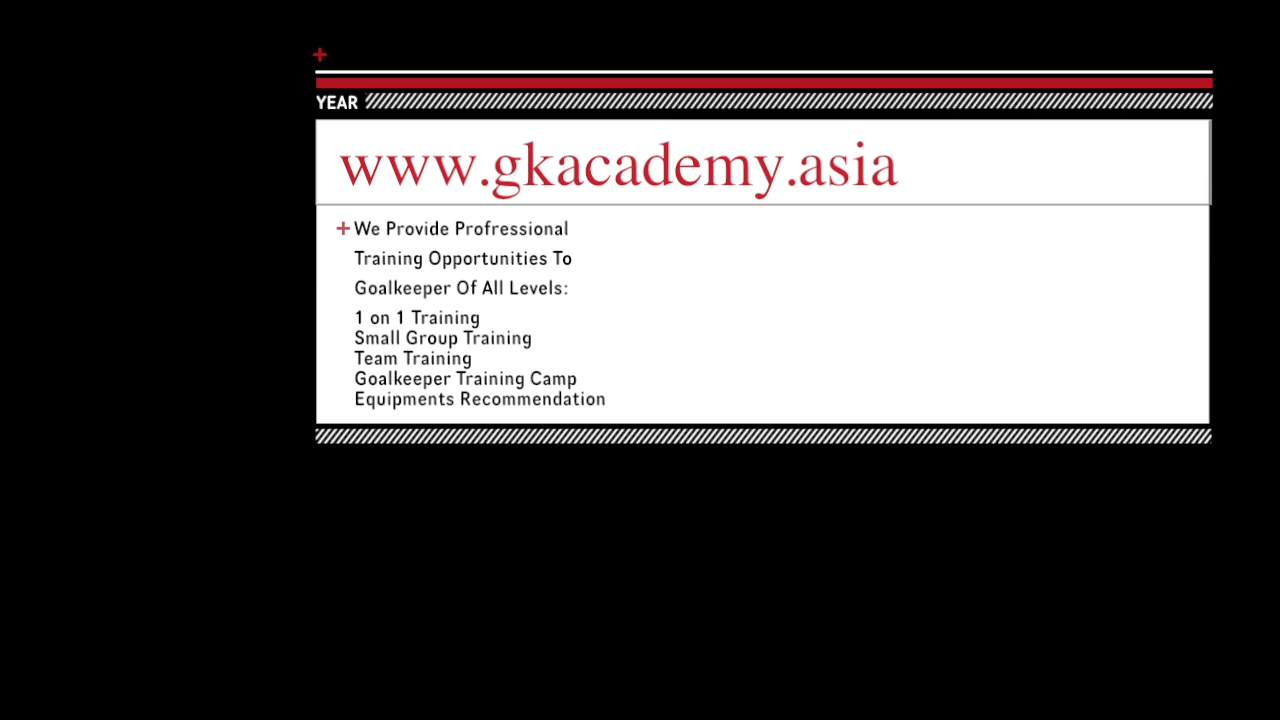 YEAR
www.gkacademy.asia
+ We Provide Profressional
Training Opportunities To
Goalkeeper Of All Levels:
1 on 1 Training
Small Group Training
Team Training
Goalkeeper Training Camp
Equipments Recommendation